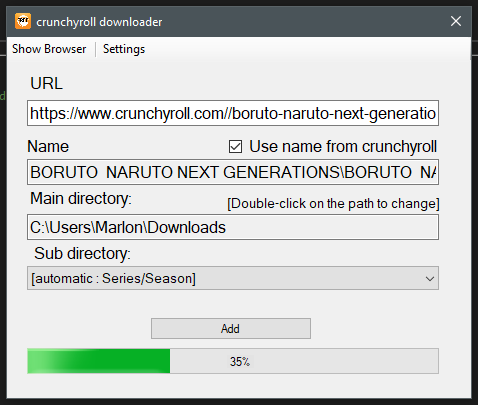 crunchyroll downloader
Show Browser Settings
URL
https://www.crunchyroll.com//boruto-naruto-next-generatio
Name Use name from crunchyroll
BORUTO NARUTO NEXT GENERATIONS\BORUTO NA
Main directory: [Double-click on the path to change]
C:\Users\Marlon\Downloads
Sub directory:
[automatic : Series/Season]
Add
35%